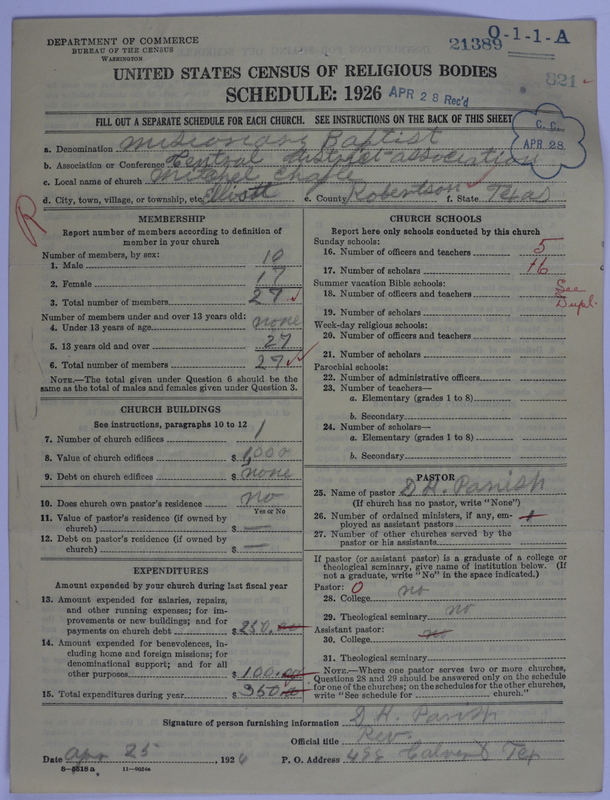 DEPARTMENT OF COMMERCE
BUREAU OF THE CENSUS
WASHINGTON
21389 O-1-1-A
821
UNITED STATES CENSUS OF RELIGIOUS BODIES
SCHEDULE: 1926 APR 28 Rec'd
FILL OUT A SEPARATE SCHEDULE FOR EACH CHURCH. SEE INSTRUCTIONS ON THE BACK OF THIS SHEET
C. C. APR 28
a. Denomination Misionary Baptist
b. Association or Conference Central district association
c. Local name of church Mitchel Chaple
d. City, town, village, or township, etc. Elliott e. County Robertson f. State Texas
R
MEMBERSHIP
Report number of members according to definition of
member in your church
Number of members, by sex:
1. Male 10
2. Female 17
3. Total number of members 27
Number of members under and over 13 years old:
4. Under 13 years of age none
5. 13 years old and over 27
6. Total number of members 27
NOTE.—The total given under Question 6 should be
same as the total of males and females given under Question 3.
CHURCH BUILDINGS
See instructions, paragraphs 10 to 12
7. Number of church edifices 1
8. Value of church edifices $ 1000
9. Debt on church edifices $ none
10. Does church own pastor's residence no
Yes or No
11. Value of pastor's residence (if owned by
church) $ —
12. Debt on pastor's residence (if owned by
church) $ —
EXPENDITURES
Amount expended by your church during last fiscal year
13. Amount expended for salaries, repairs,
and other running expenses; for im-
provements or new buildings; and for
payments on church debt $ 250.00
14. Amount expended for benevolences, in-
cluding home and foreign missions; for
denominational support; and for all
other purposes $ 100.00
15. Total expenditures during year $ 350
CHURCH SCHOOLS
Report here only schools conducted by this church
Sunday schools:
16. Number of officers and teachers 5
17. Number of scholars 16
Summer vacation Bible schools:
18. Number of officers and teachers
See Dupl.
19. Number of scholars
Week-day religious schools:
20. Number of officers and teachers
21. Number of scholars
Parochial schools:
22. Number of administrative officers
23. Number of teachers—
a. Elementary (grades 1 to 8)
b. Secondary
24. Number of scholars—
a. Elementary (grades 1 to 8)
b. Secondary
PASTOR
25. Name of pastor D. H. Parish
(If church has no pastor, write "None")
26. Number of ordained ministers, if any, em-
ployed as assistant pastors 1
27. Number of other churches served by the
pastor or his assistants
If pastor (or assistant pastor) is a graduate of a college or
theological seminary, give name of institution below. (If
not a graduate, write "No" in the space indicated.)
Pastor: 0
28. College no
29. Theological seminary no
Assistant pastor:
30. College no
31. Theological seminary
NOTE.—Where one pastor serves two or more churches,
Questions 28 and 29 should be answered only on the schedule
for one of the churches; on the schedules for the other churches,
write "See schedule for church."
Signature of person furnishing information D H. Parish
Official title Rev.
Date Apr 25, 1926 P. O. Address Calvert Tex
8—5518a 11—9024a